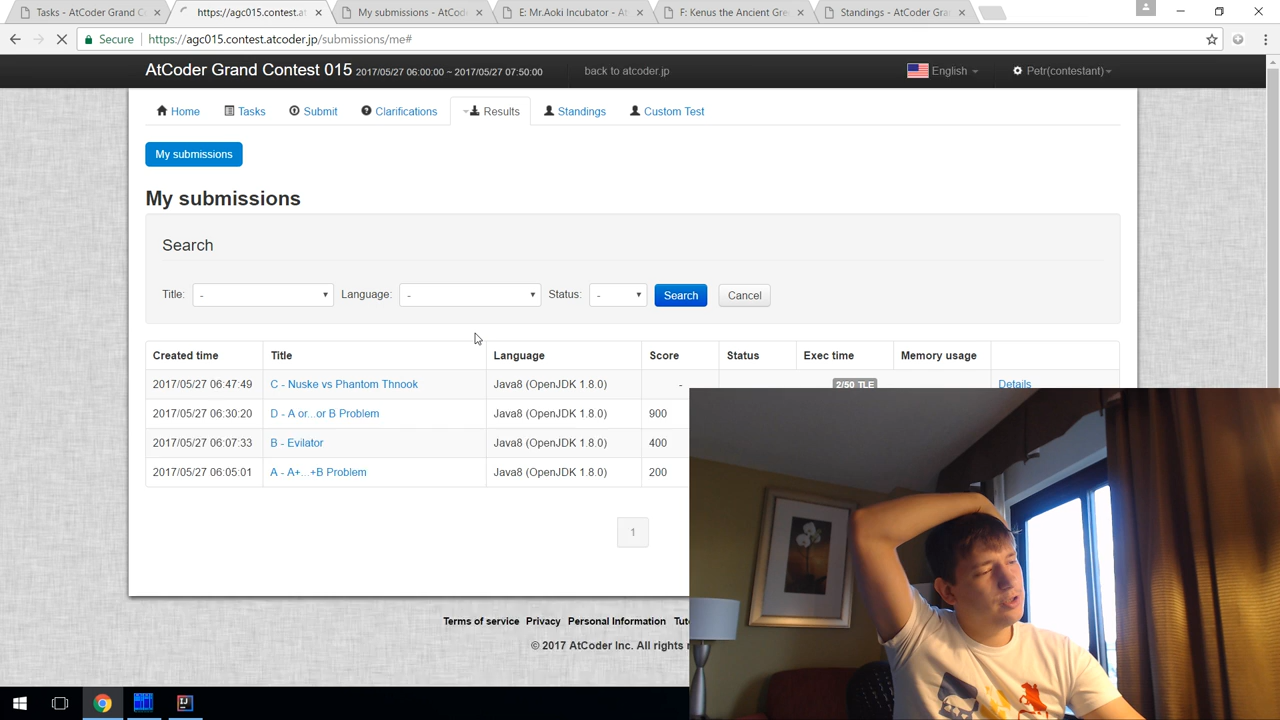 Tasks - AtCoder Grand C
https://agc015.contest.at
My submissions - AtCod
E: Mr.Aoki Incubator - A
F: Kenus the Ancient Gre
Standings - AtCoder Gra
Secure
https://agc015.contest.atcoder.jp/submissions/me#
AtCoder Grand Contest 015 2017/05/27 06:00:00 ~ 2017/05/27 07:50:00 back to atcoder.jp English Petr(contestant)
Home Tasks Submit Clarifications Results Standings Custom Test
My submissions
My submissions
Search
Title: - Language: - Status: - Search Cancel
Created time Title Language Score Status Exec time Memory usage
2017/05/27 06:47:49 C - Nuske vs Phantom Thnook Java8 (OpenJDK 1.8.0) - 2/50 TLE Details
2017/05/27 06:30:20 D - A or...or B Problem Java8 (OpenJDK 1.8.0) 900
2017/05/27 06:07:33 B - Evilator Java8 (OpenJDK 1.8.0) 400
2017/05/27 06:05:01 A - A+...+B Problem Java8 (OpenJDK 1.8.0) 200
1
Terms of service Privacy Personal Information Tut
© 2017 AtCoder Inc. All rights r